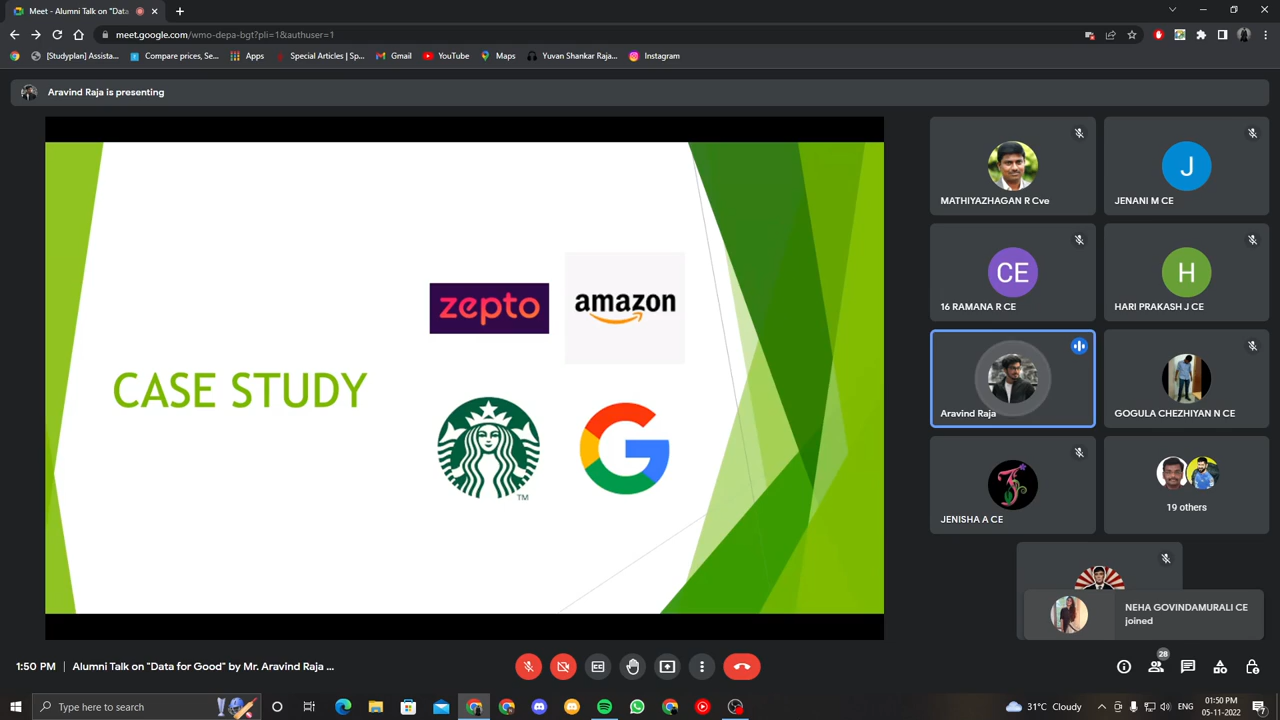 Meet - Alumni Talk on "Data
meet.google.com/wmo-depa-bgt?pli=1&authuser=1
[Studyplan] Assista...
Compare prices, Se...
Apps
Special Articles | Sp...
Gmail
YouTube
Maps
Yuvan Shankar Raja...
Instagram
Aravind Raja is presenting
CASE STUDY
zepto
amazon
TM
MATHIYAZHAGAN R Cve
J
JENANI M CE
CE
16 RAMANA R CE
H
HARI PRAKASH J CE
Aravind Raja
GOGULA CHEZHIYAN N CE
JENISHA A CE
19 others
NEHA GOVINDAMURALI CE
joined
1:50 PM | Alumni Talk on "Data for Good" by Mr. Aravind Raja ...
28
Type here to search
31°C Cloudy
ENG
01:50 PM
05-11-2022